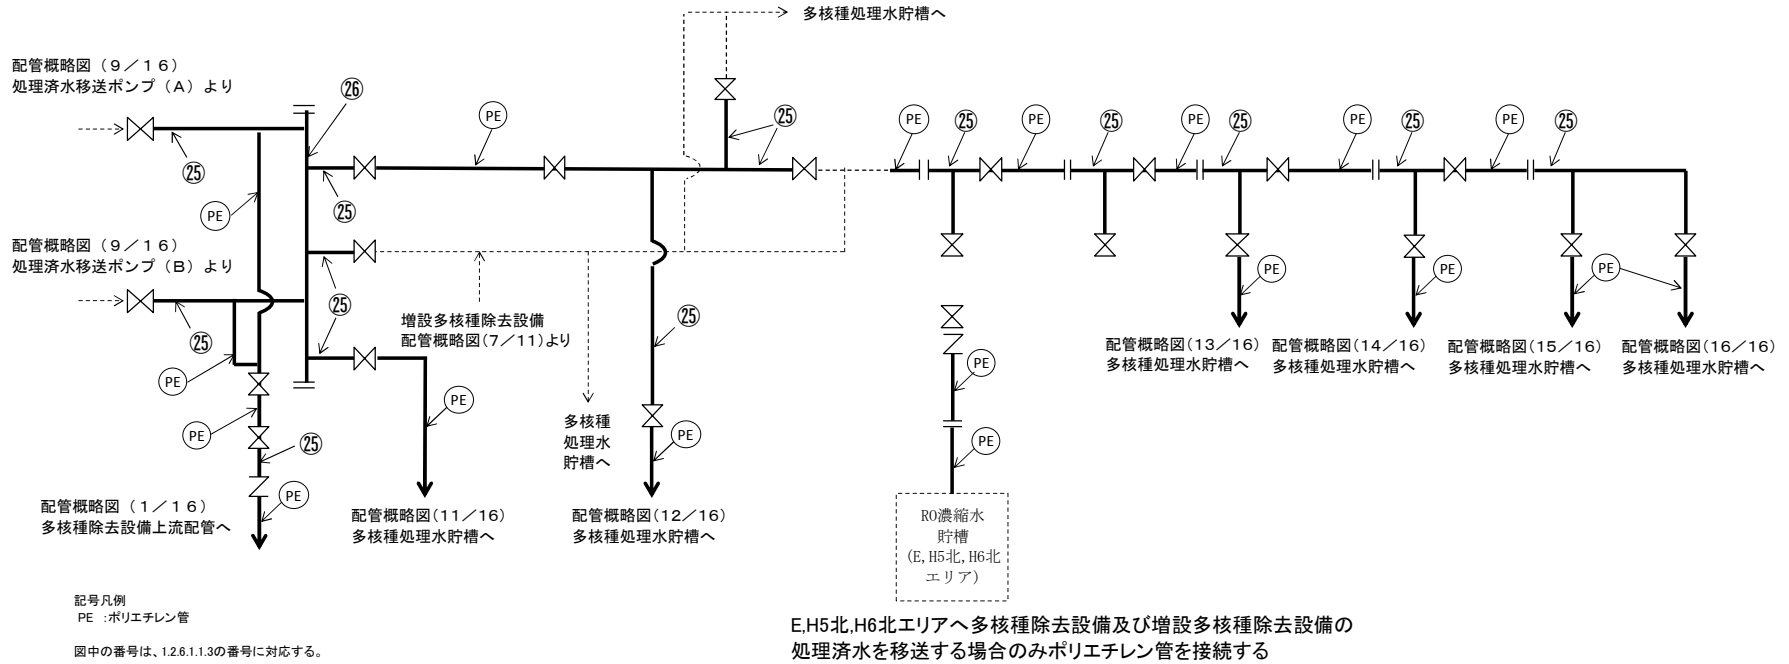 多核種処理水貯槽へ
配管概略図（９／１６）
処理済水移送ポンプ（Ａ）より
㉖
PE
㉕
㉕
PE
㉕
PE
㉕
PE
㉕
PE
㉕
PE
㉕
㉕
㉕
PE
配管概略図（９／１６）
処理済水移送ポンプ（Ｂ）より
PE
PE
PE
㉕
㉕
㉕
増設多核種除去設備
配管概略図(7／11)より
配管概略図(13／16)
多核種処理水貯槽へ
配管概略図(14／16)
多核種処理水貯槽へ
配管概略図(15／16)
多核種処理水貯槽へ
配管概略図(16／16)
多核種処理水貯槽へ
PE
PE
PE
PE
㉕
多核種
処理水
貯槽へ
PE
PE
PE
配管概略図（１／１６）
多核種除去設備上流配管へ
配管概略図(11／16)
多核種処理水貯槽へ
配管概略図(12／16)
多核種処理水貯槽へ
RO濃縮水
貯槽
(E,H5北,H6北
エリア)
記号凡例
PE :ポリエチレン管
図中の番号は、1.2.6.1.1.3の番号に対応する。
E,H5北,H6北エリアへ多核種除去設備及び増設多核種除去設備の
処理済水を移送する場合のみポリエチレン管を接続する